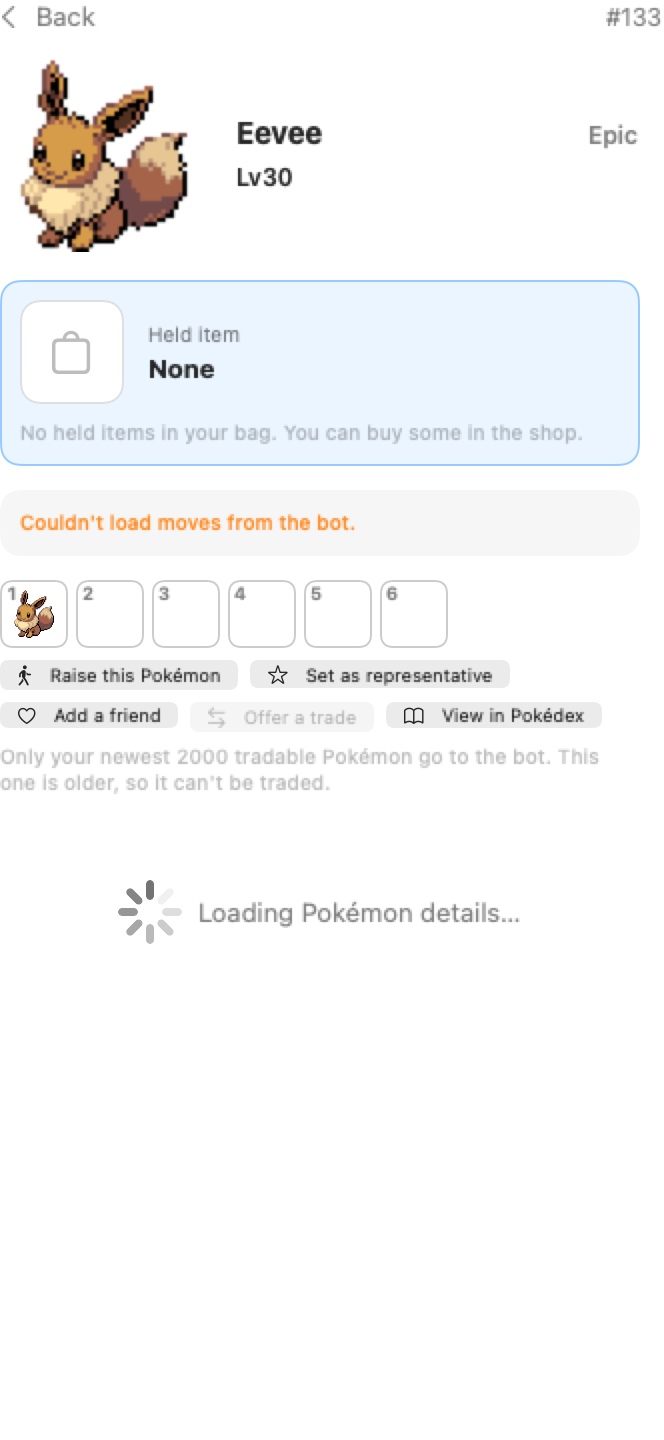 Back
#133
Eevee
Epic
Lv30
Held item
None
No held items in your bag. You can buy some in the shop.
Couldn't load moves from the bot.
1 2 3 4 5 6
Raise this Pokémon
Set as representative
Add a friend
Offer a trade
View in Pokédex
Only your newest 2000 tradable Pokémon go to the bot. This
one is older, so it can't be traded.
Loading Pokémon details...